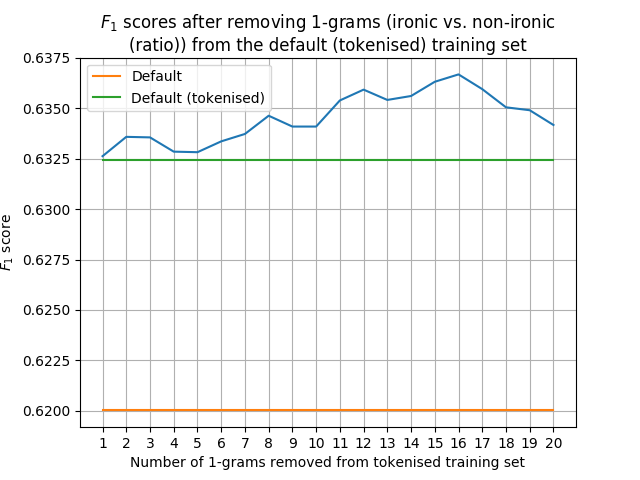 F₁ scores after removing 1-grams (ironic vs. non-ironic
(ratio)) from the default (tokenised) training set
0.6375
0.6350
0.6325
0.6300
0.6275
0.6250
0.6225
0.6200
F₁ score
Default
Default (tokenised)
1 2 3 4 5 6 7 8 9 10 11 12 13 14 15 16 17 18 19 20
Number of 1-grams removed from tokenised training set